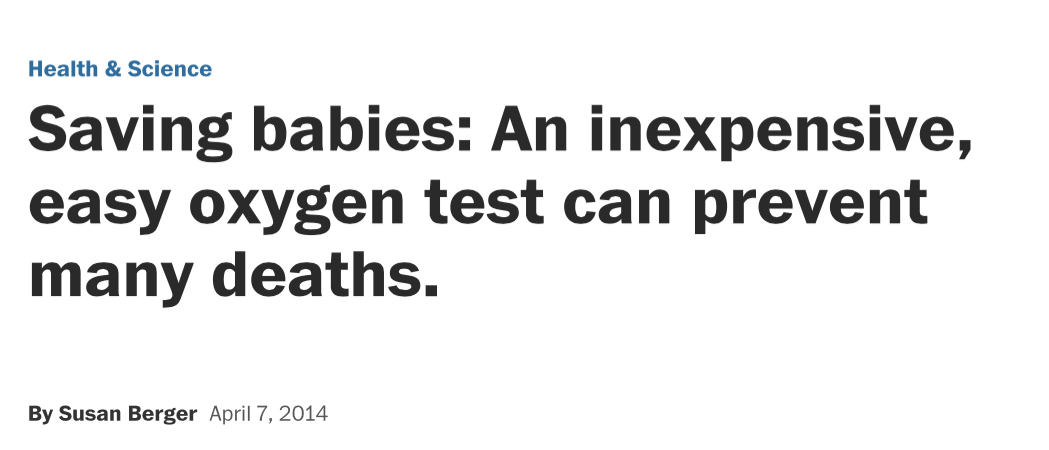 Health & Science
Saving babies: An inexpensive,
easy oxygen test can prevent
many deaths.
By Susan Berger April 7, 2014